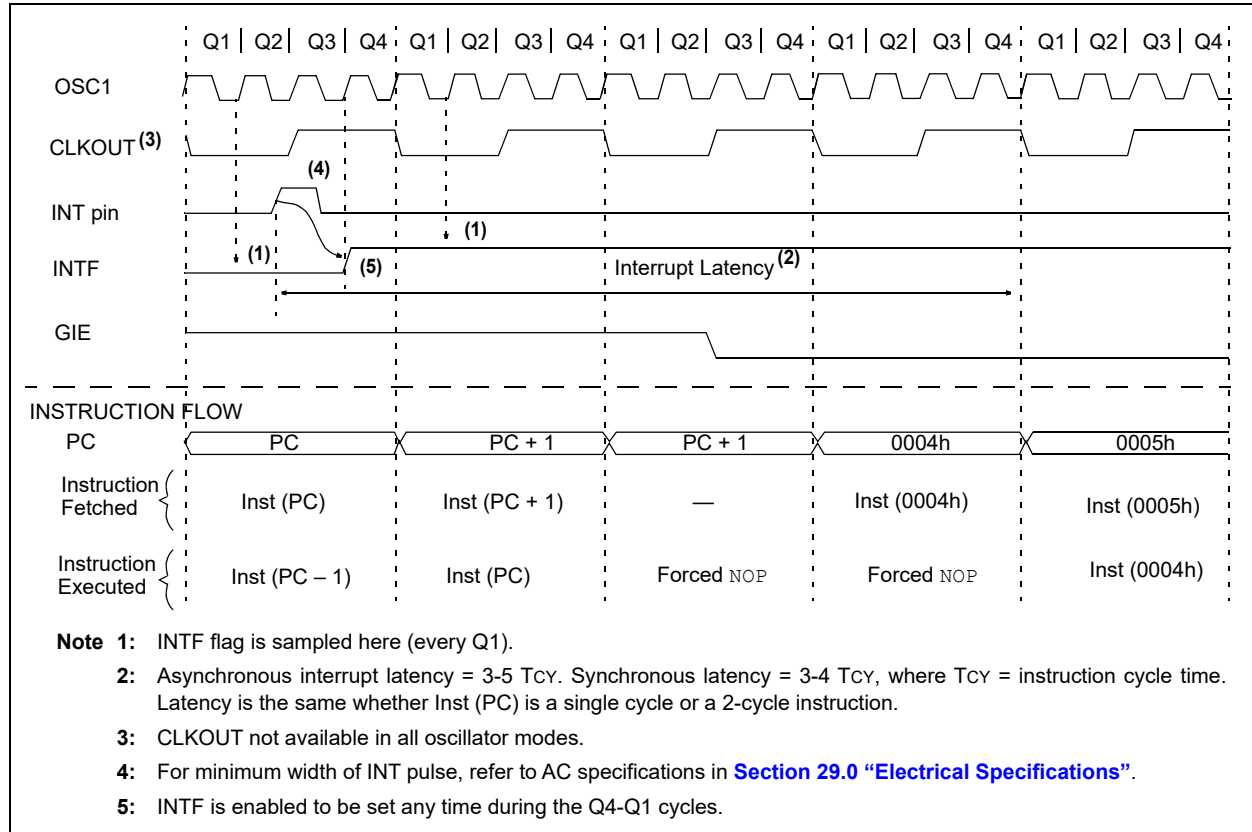 Q1 | Q2 | Q3 | Q4 Q1 | Q2 | Q3 | Q4 Q1 | Q2 | Q3 | Q4 Q1 | Q2 | Q3 | Q4 Q1 | Q2 | Q3 | Q4
OSC1
CLKOUT (3)
(4)
INT pin
(1) (1)
INTF (5) Interrupt Latency (2)
GIE
INSTRUCTION FLOW
PC PC PC + 1 PC + 1 0004h 0005h
Instruction
Fetched Inst (PC) Inst (PC + 1) — Inst (0004h) Inst (0005h)
Instruction
Executed Inst (PC – 1) Inst (PC) Forced NOP Forced NOP Inst (0004h)
Note 1: INTF flag is sampled here (every Q1).
2: Asynchronous interrupt latency = 3-5 TCY. Synchronous latency = 3-4 TCY, where TCY = instruction cycle time.
Latency is the same whether Inst (PC) is a single cycle or a 2-cycle instruction.
3: CLKOUT not available in all oscillator modes.
4: For minimum width of INT pulse, refer to AC specifications in Section 29.0 “Electrical Specifications”.
5: INTF is enabled to be set any time during the Q4-Q1 cycles.